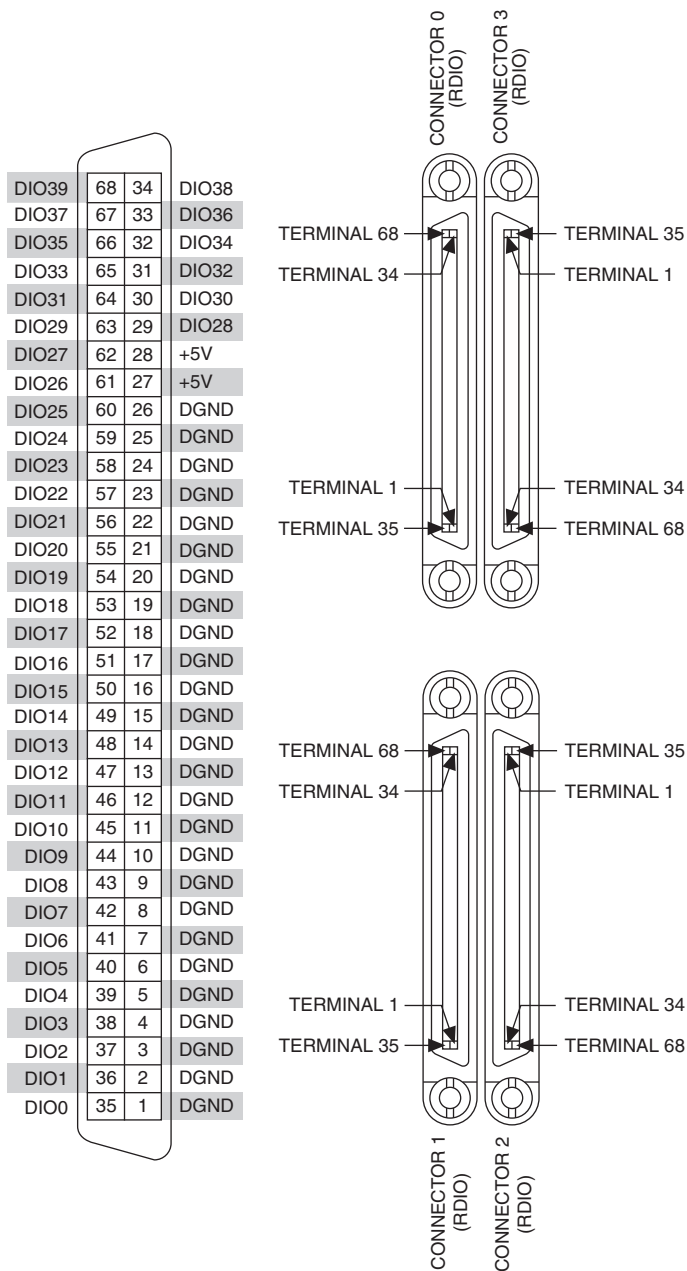 CONNECTOR 0
(RDIO)
CONNECTOR 3
(RDIO)
DIO39 68 34 DIO38
DIO37 67 33 DIO36
DIO35 66 32 DIO34
DIO33 65 31 DIO32
DIO31 64 30 DIO30
DIO29 63 29 DIO28
DIO27 62 28 +5V
DIO26 61 27 +5V
DIO25 60 26 DGND
DIO24 59 25 DGND
DIO23 58 24 DGND
DIO22 57 23 DGND
DIO21 56 22 DGND
DIO20 55 21 DGND
DIO19 54 20 DGND
DIO18 53 19 DGND
DIO17 52 18 DGND
DIO16 51 17 DGND
DIO15 50 16 DGND
DIO14 49 15 DGND
DIO13 48 14 DGND
DIO12 47 13 DGND
DIO11 46 12 DGND
DIO10 45 11 DGND
DIO9 44 10 DGND
DIO8 43 9 DGND
DIO7 42 8 DGND
DIO6 41 7 DGND
DIO5 40 6 DGND
DIO4 39 5 DGND
DIO3 38 4 DGND
DIO2 37 3 DGND
DIO1 36 2 DGND
DIO0 35 1 DGND
TERMINAL 68
TERMINAL 35
TERMINAL 34
TERMINAL 1
TERMINAL 1
TERMINAL 34
TERMINAL 35
TERMINAL 68
TERMINAL 68
TERMINAL 35
TERMINAL 34
TERMINAL 1
TERMINAL 1
TERMINAL 34
TERMINAL 35
TERMINAL 68
CONNECTOR 1
(RDIO)
CONNECTOR 2
(RDIO)